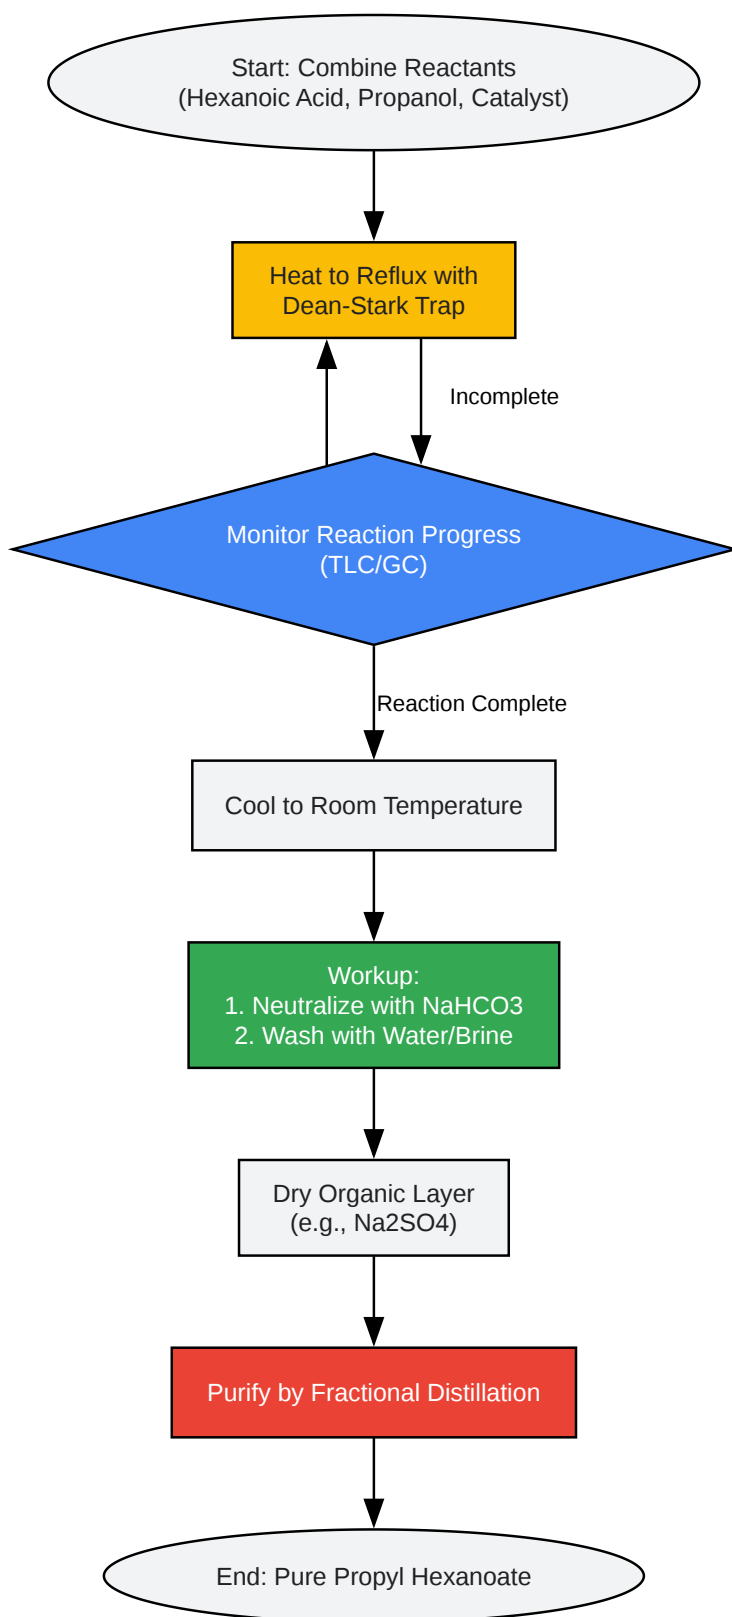 Start: Combine Reactants
(Hexanoic Acid, Propanol, Catalyst)
Heat to Reflux with
Dean-Stark Trap
Incomplete
Monitor Reaction Progress
(TLC/GC)
Reaction Complete
Cool to Room Temperature
Workup:
1. Neutralize with NaHCO3
2. Wash with Water/Brine
Dry Organic Layer
(e.g., Na2SO4)
Purify by Fractional Distillation
End: Pure Propyl Hexanoate